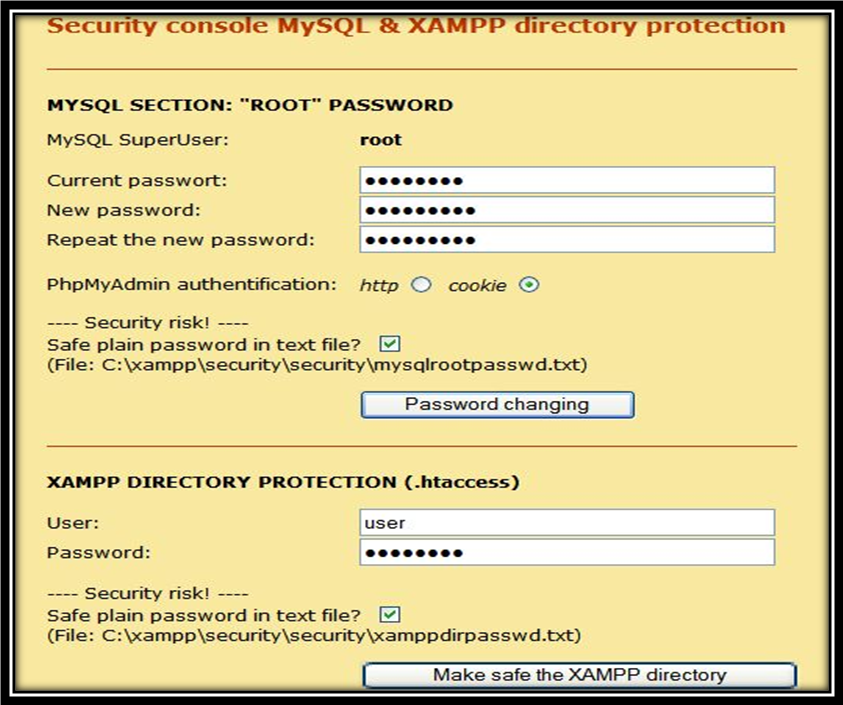 Security console MySQL & XAMPP directory protection
MYSQL SECTION: "ROOT" PASSWORD
MySQL SuperUser: root
Current passwort: ●●●●●●●●
New password: ●●●●●●●●●
Repeat the new password: ●●●●●●●●●
PhpMyAdmin authentification: http cookie
---- Security risk! ----
Safe plain password in text file?
(File: C:\xampp\security\security\mysqlrootpasswd.txt)
Password changing
XAMPP DIRECTORY PROTECTION (.htaccess)
User: user
Password: ●●●●●●●●
---- Security risk! ----
Safe plain password in text file?
(File: C:\xampp\security\security\xamppdirpasswd.txt)
Make safe the XAMPP directory